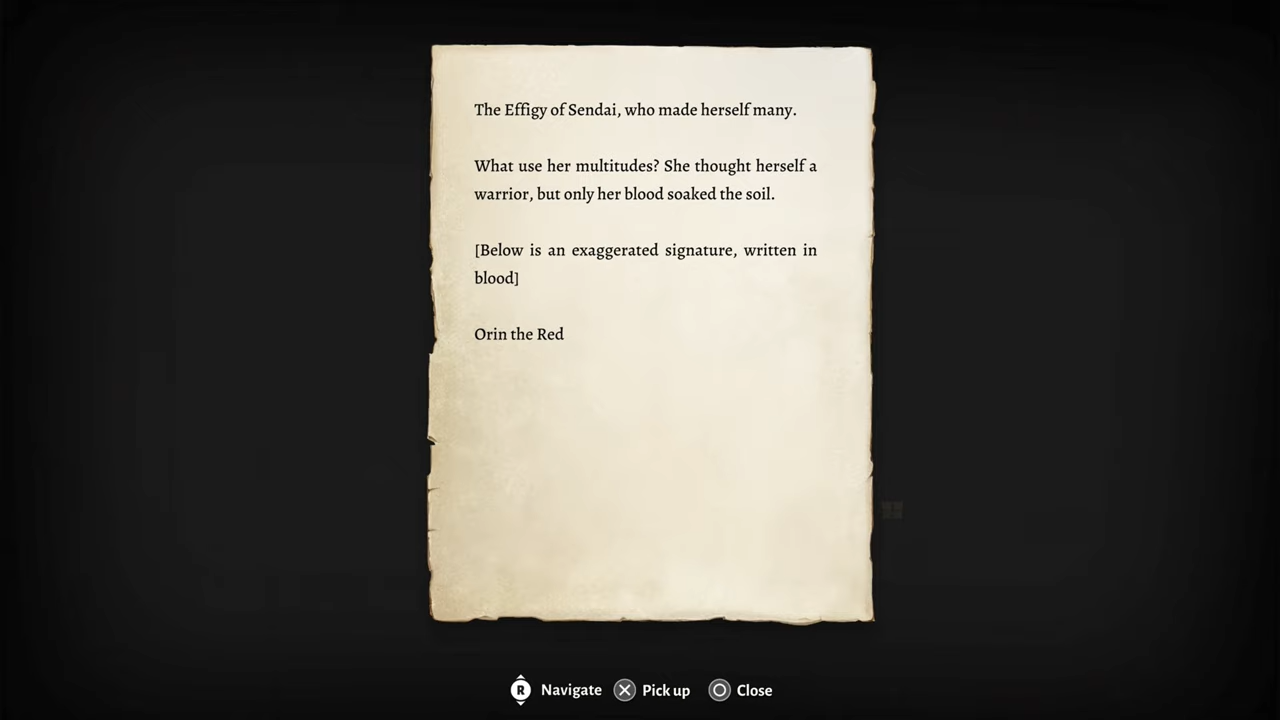 The Effigy of Sendai, who made herself many.
What use her multitudes? She thought herself a
warrior, but only her blood soaked the soil.
[Below is an exaggerated signature, written in
blood]
Orin the Red
R Navigate Pick up Close